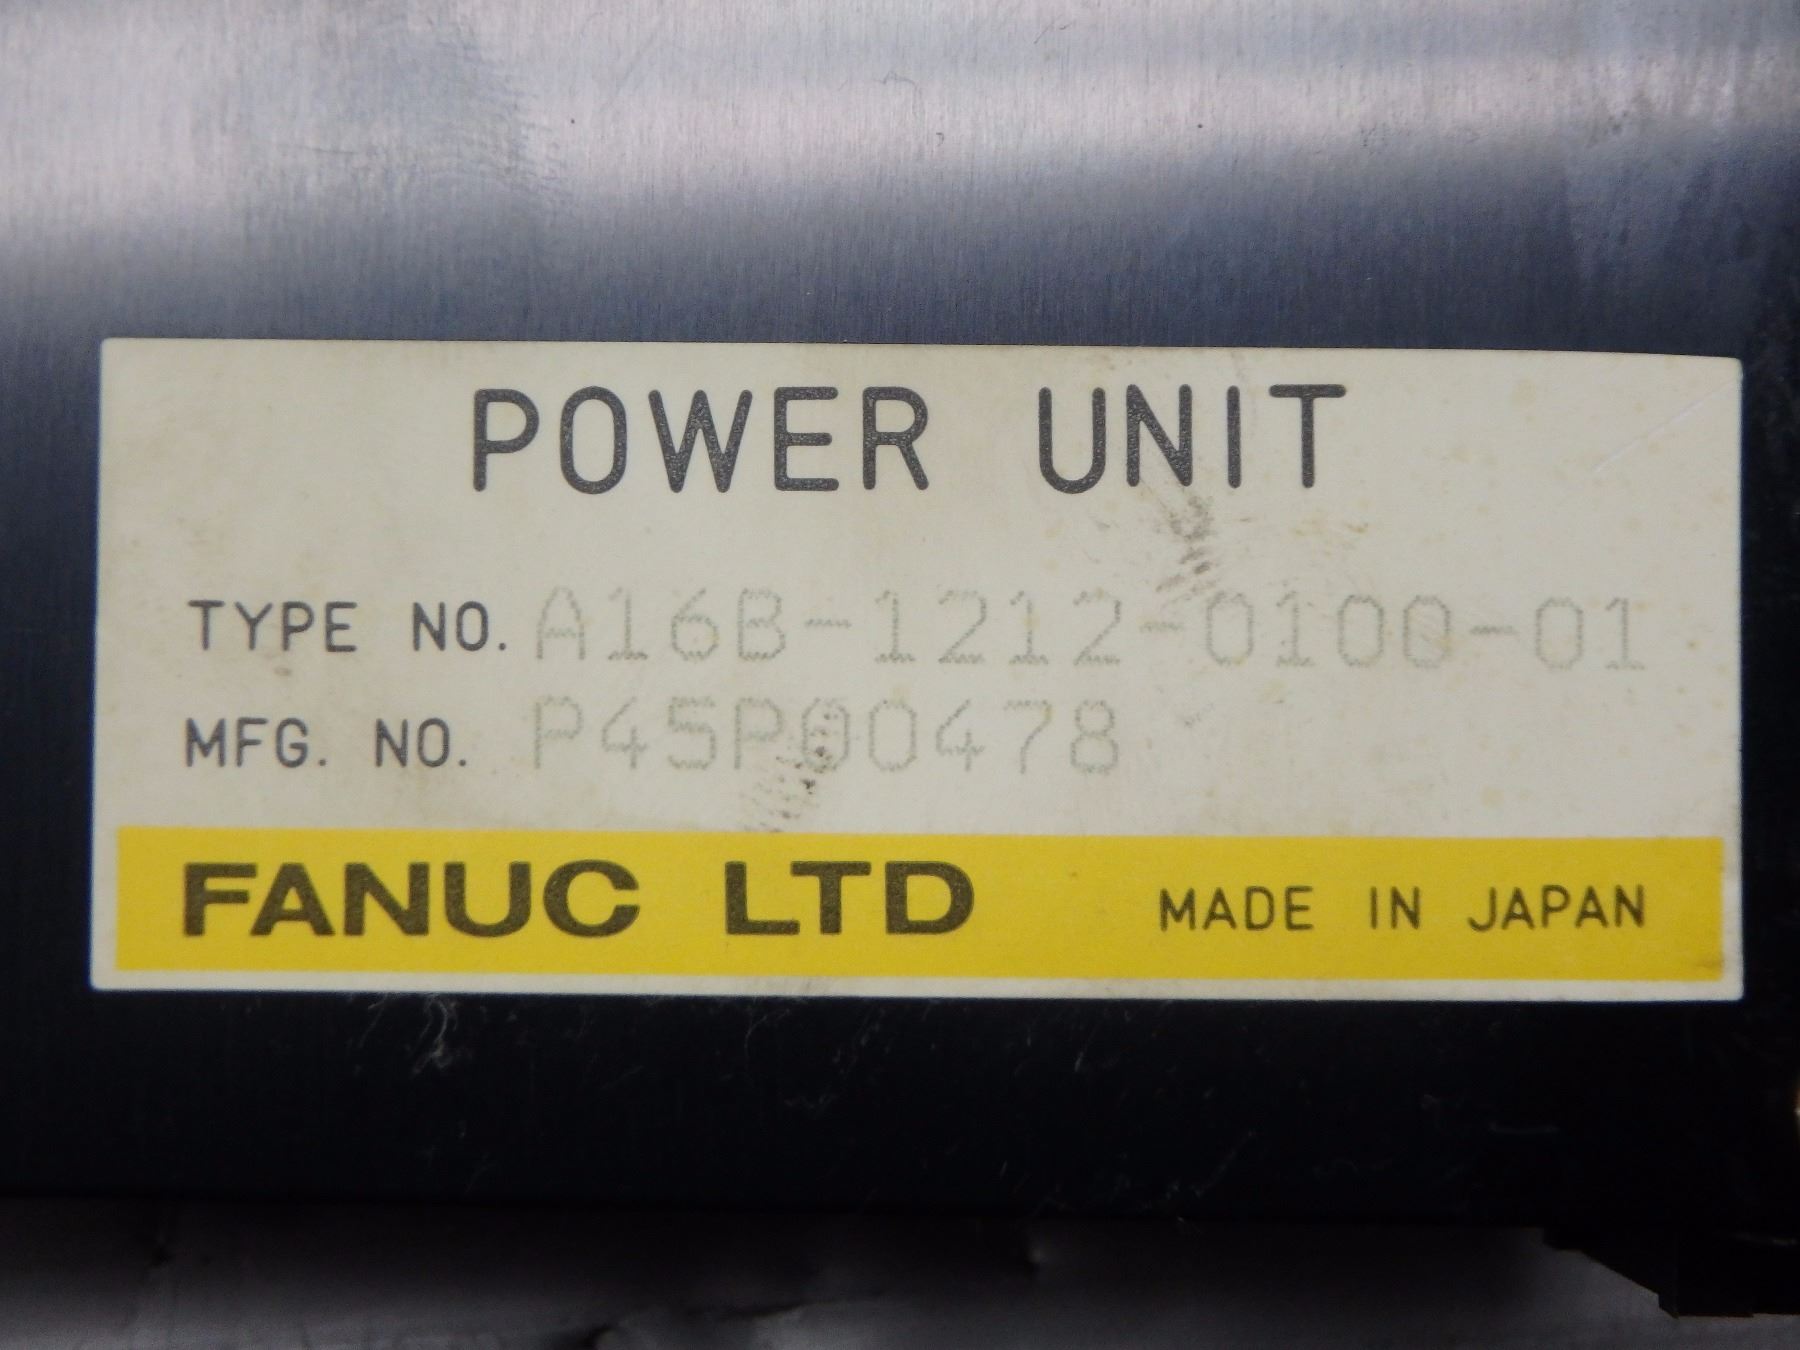 POWER UNIT
TYPE NO. A16B-1212-0100-01
MFG. NO. P45P00478
FANUC LTD MADE IN JAPAN